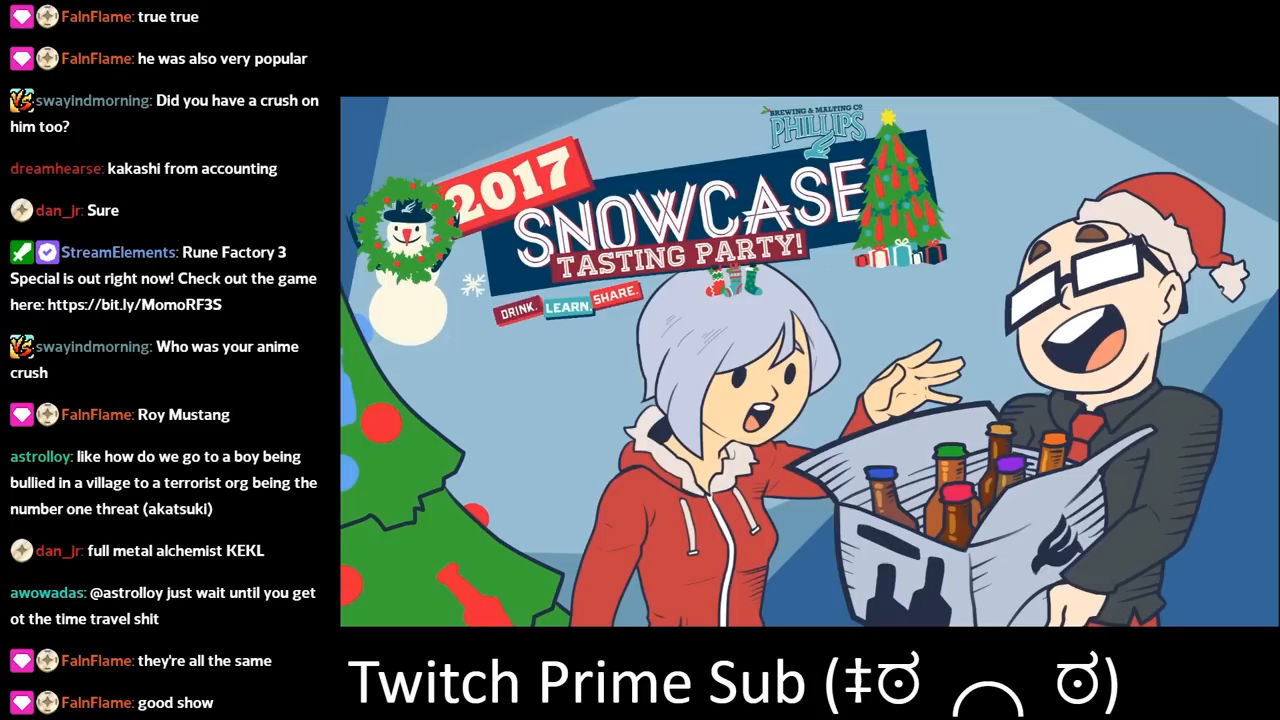 FaInFlame: true true
FaInFlame: he was also very popular
swayindmorning: Did you have a crush on
him too?
dreamhearse: kakashi from accounting
dan_jr: Sure
StreamElements: Rune Factory 3
Special is out right now! Check out the game
here: https://bit.ly/MomoRF3S
swayindmorning: Who was your anime
crush
FaInFlame: Roy Mustang
astrolloy: like how do we go to a boy being
bullied in a village to a terrorist org being the
number one threat (akatsuki)
dan_jr: full metal alchemist KEKL
awowadas: @astrolloy just wait until you get
ot the time travel shit
FaInFlame: they're all the same
FaInFlame: good show
BREWING & MALTING CO
PHILLIPS
2017
SNOWCASE
TASTING PARTY!
DRINK. LEARN. SHARE.
Twitch Prime Sub (‡ಠ ╭╮ ಠ)